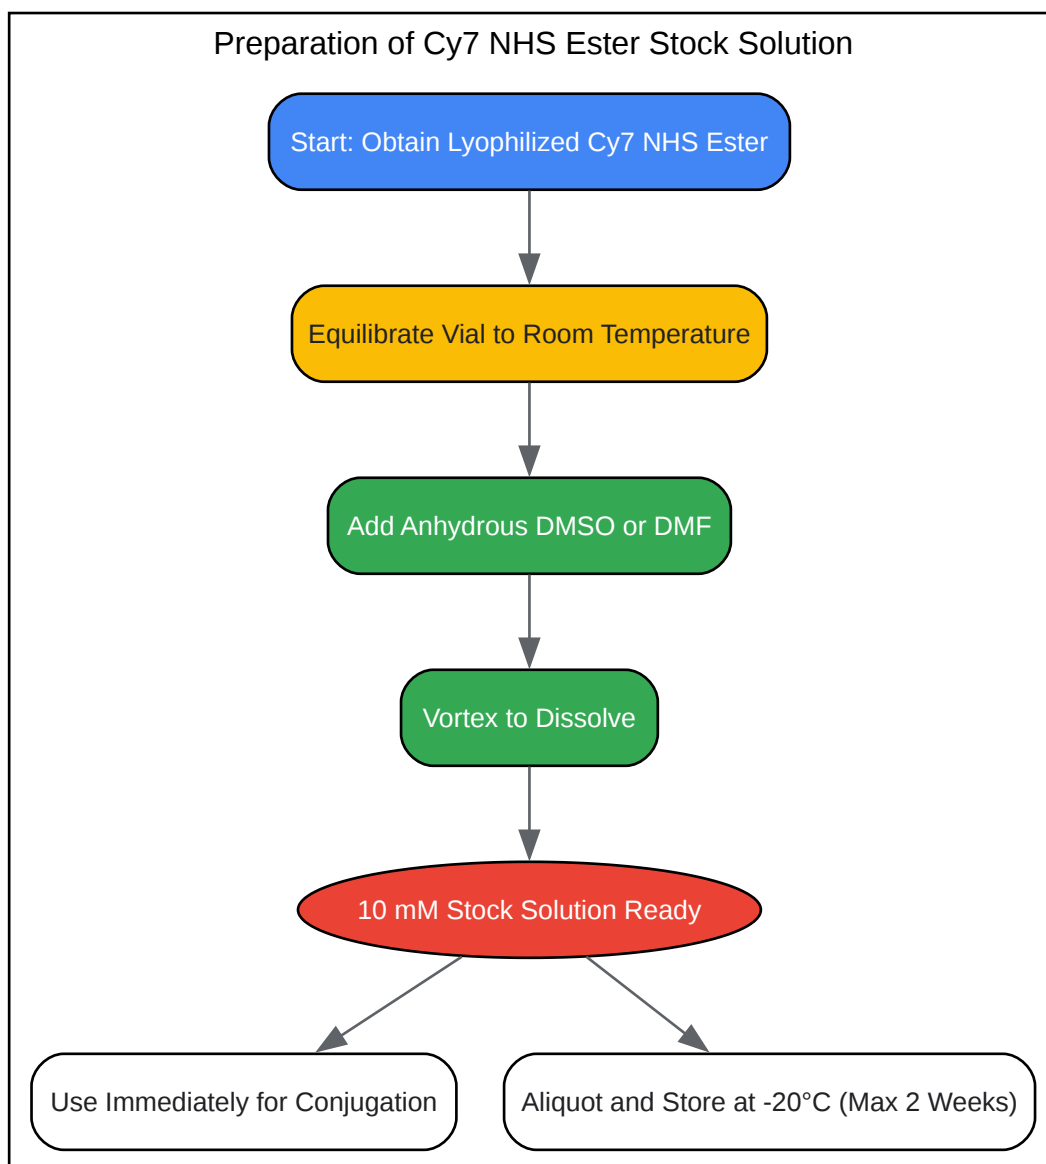 Preparation of Cy7 NHS Ester Stock Solution
Start: Obtain Lyophilized Cy7 NHS Ester
Equilibrate Vial to Room Temperature
Add Anhydrous DMSO or DMF
Vortex to Dissolve
10 mM Stock Solution Ready
Use Immediately for Conjugation
Aliquot and Store at -20°C (Max 2 Weeks)